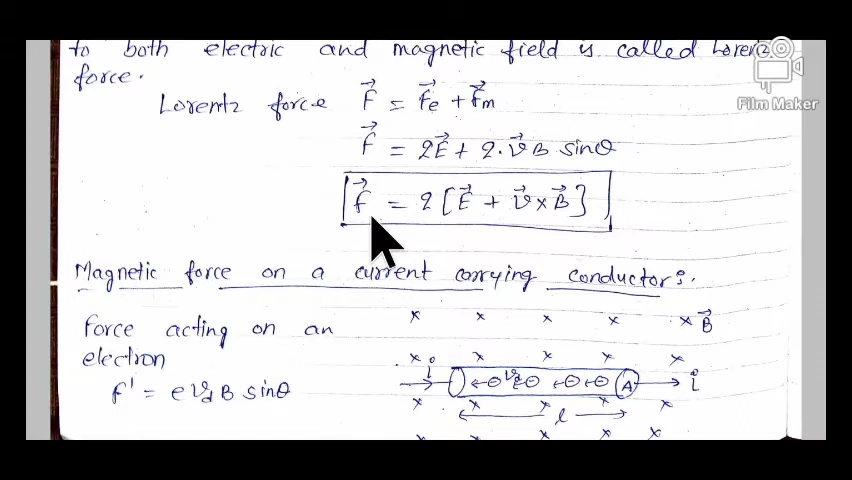 to both electric and magnetic field is called Lorentz
force.
Film Maker
Lorentz force F⃗ = F⃗e + F⃗m
F⃗ = qE⃗ + q.v⃗B sinθ
F⃗ = q[E⃗ + v⃗×B⃗]
Magnetic force on a current carrying conductor:
× × × × × B⃗
force acting on an
electron
× × × × ×
i ⊖ vd ⊖ ⊖ ⊖ A i
f' = e vd B sinθ
× × × × ×
l
× × × ×